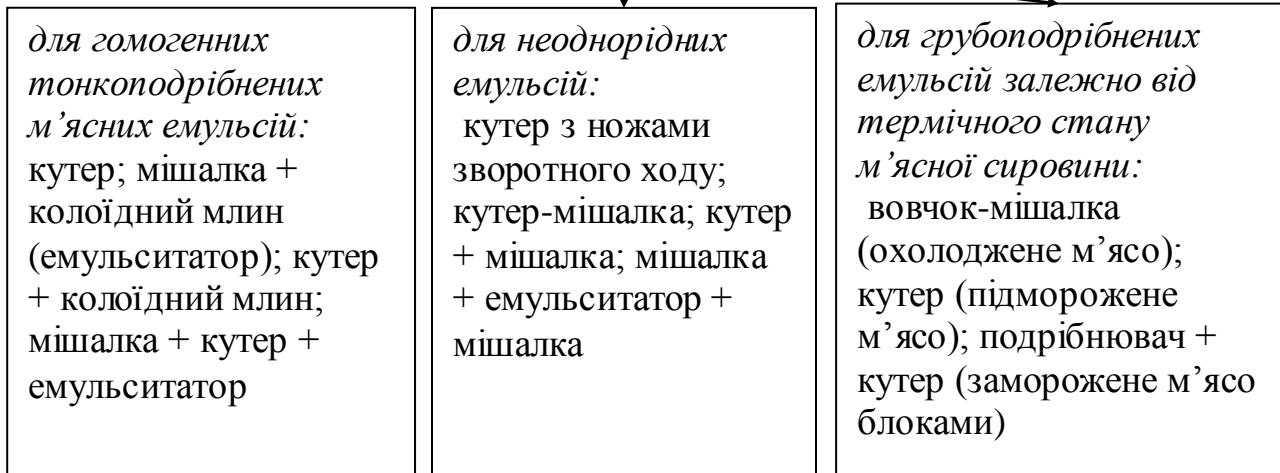 для гомогенних
тонкоподрібнених
м’ясних емульсій:
кутер; мішалка +
колоїдний млин
(емульситатор); кутер
+ колоїдний млин;
мішалка + кутер +
емульситатор
для неоднорідних
емульсій:
кутер з ножами
зворотного ходу;
кутер-мішалка; кутер
+ мішалка; мішалка
+ емульситатор +
мішалка
для грубоподрібнених
емульсій залежно від
термічного стану
м’ясної сировини:
вовчок-мішалка
(охолоджене м’ясо);
кутер (підморожене
м’ясо); подрібнювач +
кутер (заморожене м’ясо
блоками)